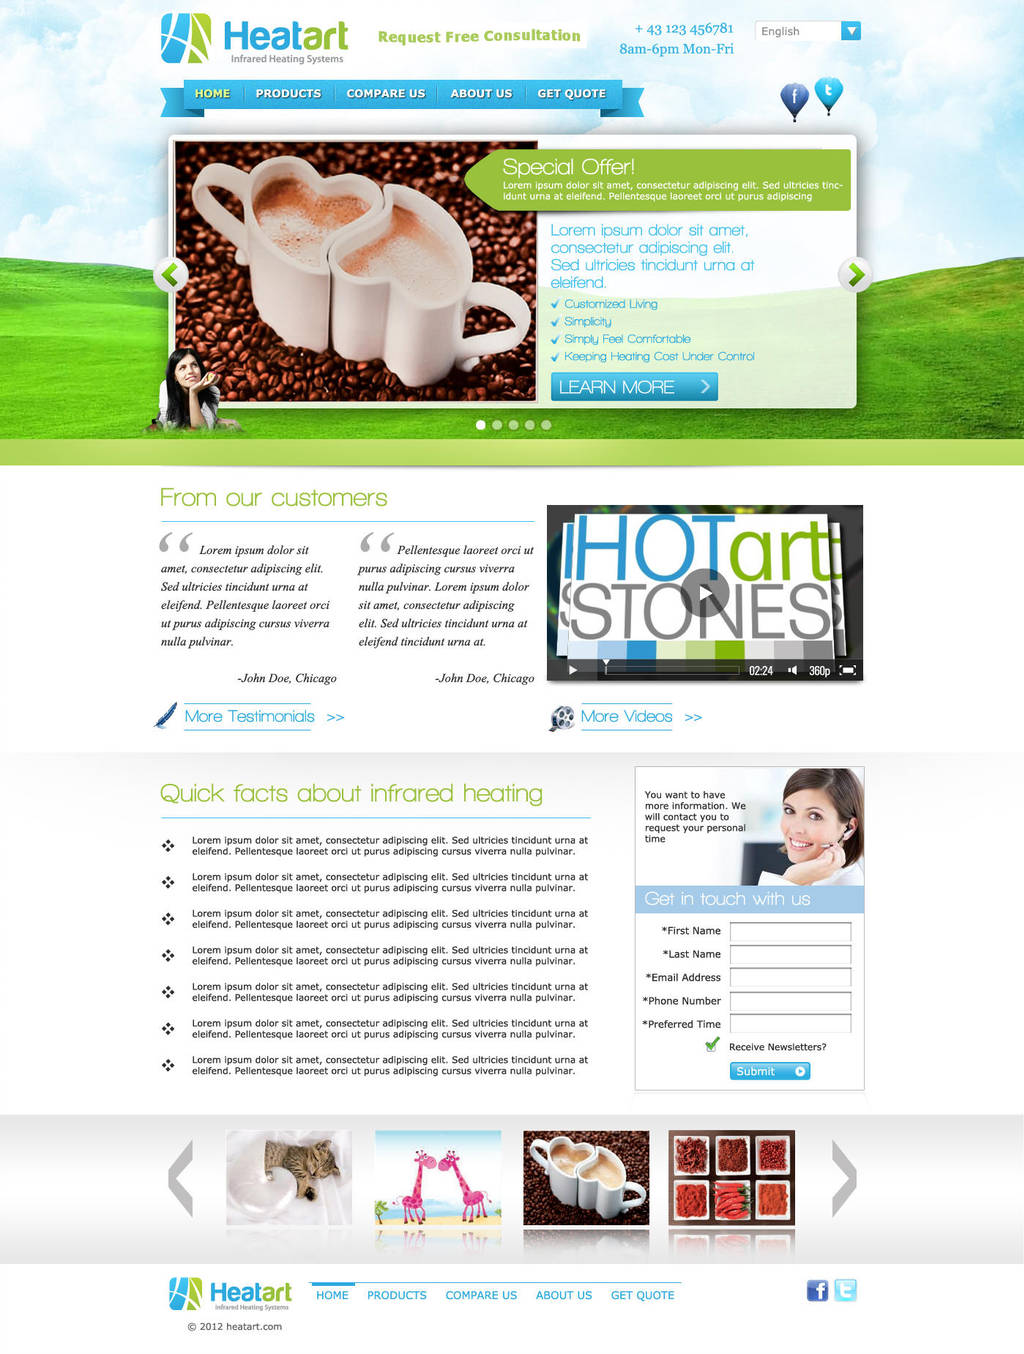 Heatart
Infrared Heating Systems
Request Free Consultation
+ 43 123 456781
8am-6pm Mon-Fri
English
HOME PRODUCTS COMPARE US ABOUT US GET QUOTE
f t
Special Offer!
Lorem ipsum dolor sit amet, consectetur adipiscing elit. Sed ultricies tinc-
idunt urna at eleifend. Pellentesque laoreet orci ut purus adipiscing
Lorem ipsum dolor sit amet,
consectetur adipiscing elit.
Sed ultricies tincidunt urna at
eleifend.
Customized Living
Simplicity
Simply Feel Comfortable
Keeping Heating Cost Under Control
LEARN MORE
From our customers
“ Lorem ipsum dolor sit
amet, consectetur adipiscing elit.
Sed ultricies tincidunt urna at
eleifend. Pellentesque laoreet orci
ut purus adipiscing cursus viverra
nulla pulvinar.
-John Doe, Chicago
“ Pellentesque laoreet orci ut
purus adipiscing cursus viverra
nulla pulvinar. Lorem ipsum dolor
sit amet, consectetur adipiscing
elit. Sed ultricies tincidunt urna at
eleifend tincidunt urna at.
-John Doe, Chicago
HOTart
STONES
02:24 360p
More Testimonials >>
More Videos >>
Quick facts about infrared heating
Lorem ipsum dolor sit amet, consectetur adipiscing elit. Sed ultricies tincidunt urna at
eleifend. Pellentesque laoreet orci ut purus adipiscing cursus viverra nulla pulvinar.
Lorem ipsum dolor sit amet, consectetur adipiscing elit. Sed ultricies tincidunt urna at
eleifend. Pellentesque laoreet orci ut purus adipiscing cursus viverra nulla pulvinar.
Lorem ipsum dolor sit amet, consectetur adipiscing elit. Sed ultricies tincidunt urna at
eleifend. Pellentesque laoreet orci ut purus adipiscing cursus viverra nulla pulvinar.
Lorem ipsum dolor sit amet, consectetur adipiscing elit. Sed ultricies tincidunt urna at
eleifend. Pellentesque laoreet orci ut purus adipiscing cursus viverra nulla pulvinar.
Lorem ipsum dolor sit amet, consectetur adipiscing elit. Sed ultricies tincidunt urna at
eleifend. Pellentesque laoreet orci ut purus adipiscing cursus viverra nulla pulvinar.
Lorem ipsum dolor sit amet, consectetur adipiscing elit. Sed ultricies tincidunt urna at
eleifend. Pellentesque laoreet orci ut purus adipiscing cursus viverra nulla pulvinar.
Lorem ipsum dolor sit amet, consectetur adipiscing elit. Sed ultricies tincidunt urna at
eleifend. Pellentesque laoreet orci ut purus adipiscing cursus viverra nulla pulvinar.
You want to have
more information. We
will contact you to
request your personal
time
Get in touch with us
*First Name
*Last Name
*Email Address
*Phone Number
*Preferred Time
Receive Newsletters?
Submit
Heatart
Infrared Heating Systems
HOME PRODUCTS COMPARE US ABOUT US GET QUOTE
f t
© 2012 heatart.com